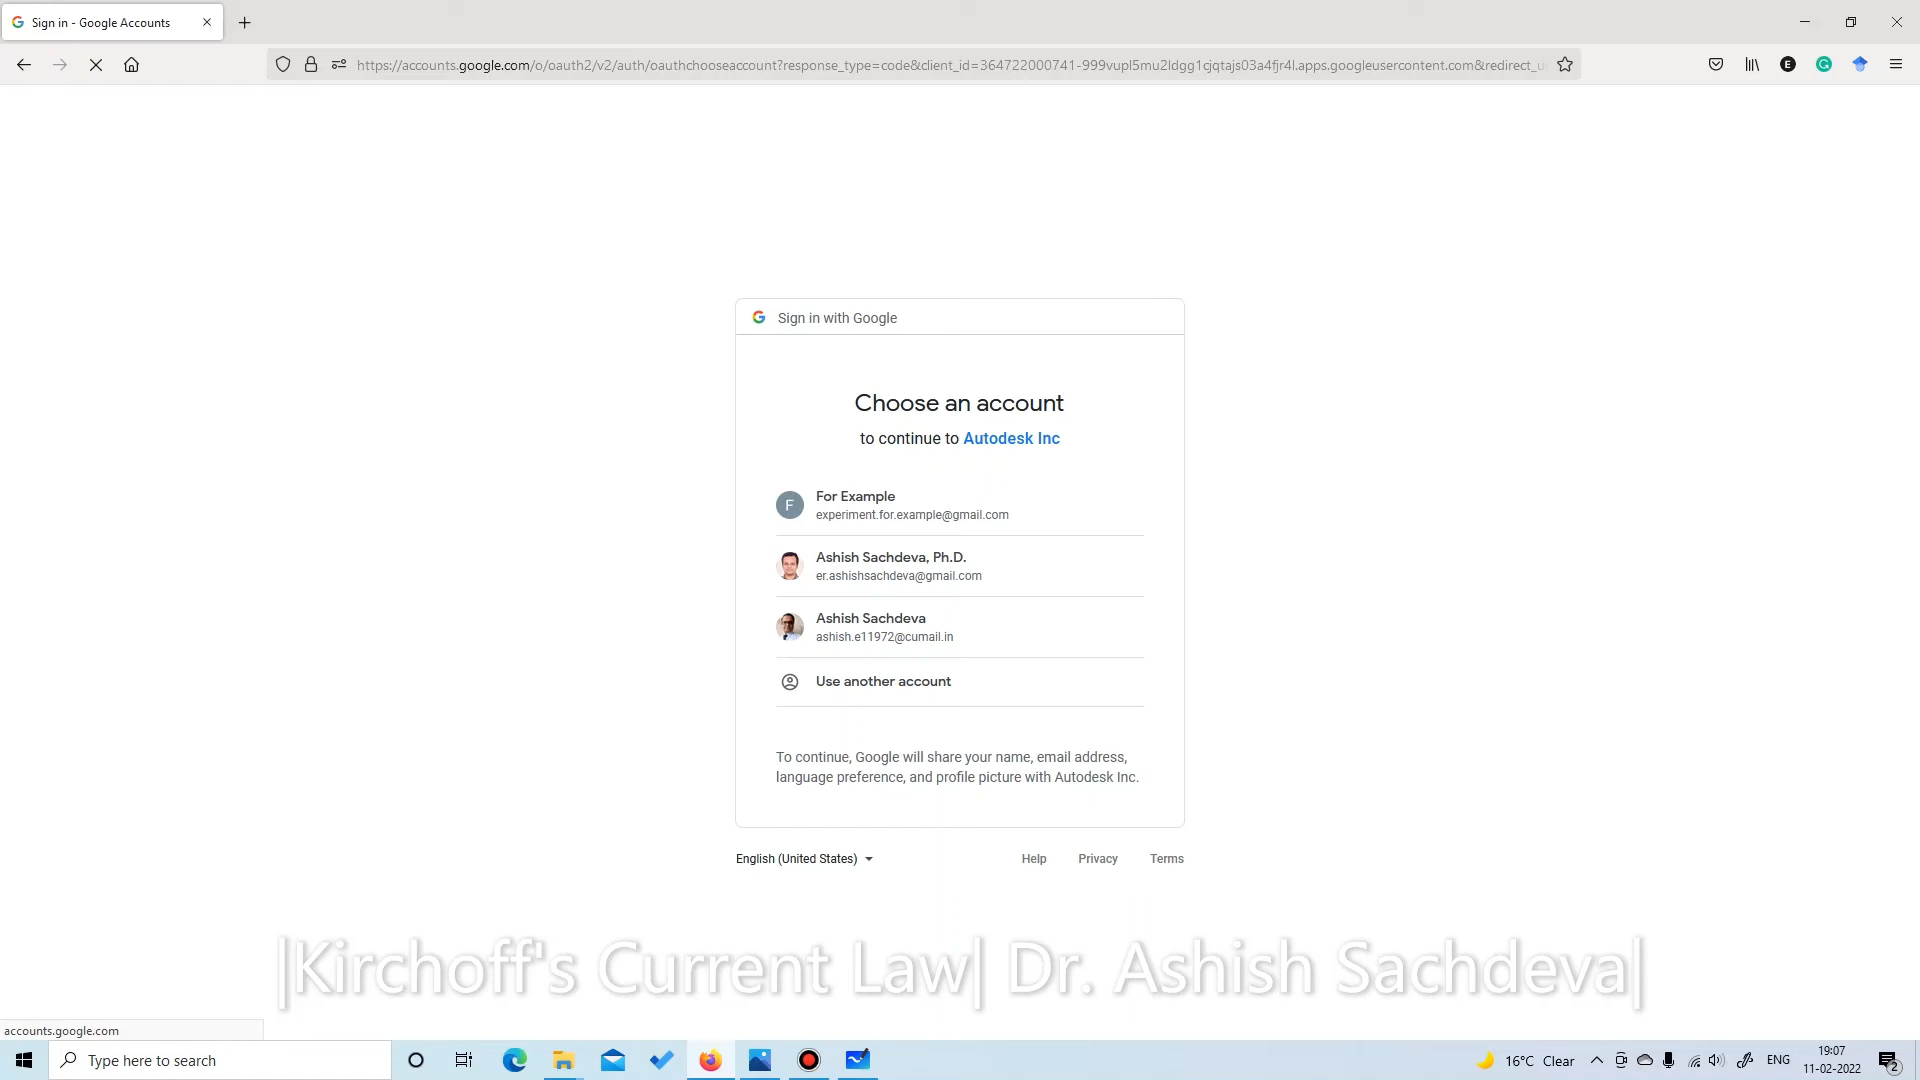 Sign in - Google Accounts
https://accounts.google.com/o/oauth2/v2/auth/oauthchooseaccount?response_type=code&client_id=364722000741-999vupl5mu2ldgg1cjqtajs03a4fjr4l.apps.googleusercontent.com&redirect_u
Sign in with Google
Choose an account
to continue to Autodesk Inc
F
For Example
experiment.for.example@gmail.com
Ashish Sachdeva, Ph.D.
er.ashishsachdeva@gmail.com
Ashish Sachdeva
ashish.e11972@cumail.in
Use another account
To continue, Google will share your name, email address,
language preference, and profile picture with Autodesk Inc.
English (United States) Help Privacy Terms
|Kirchoff's Current Law| Dr. Ashish Sachdeva|
accounts.google.com
Type here to search
16°C Clear
ENG
19:07
11-02-2022
2